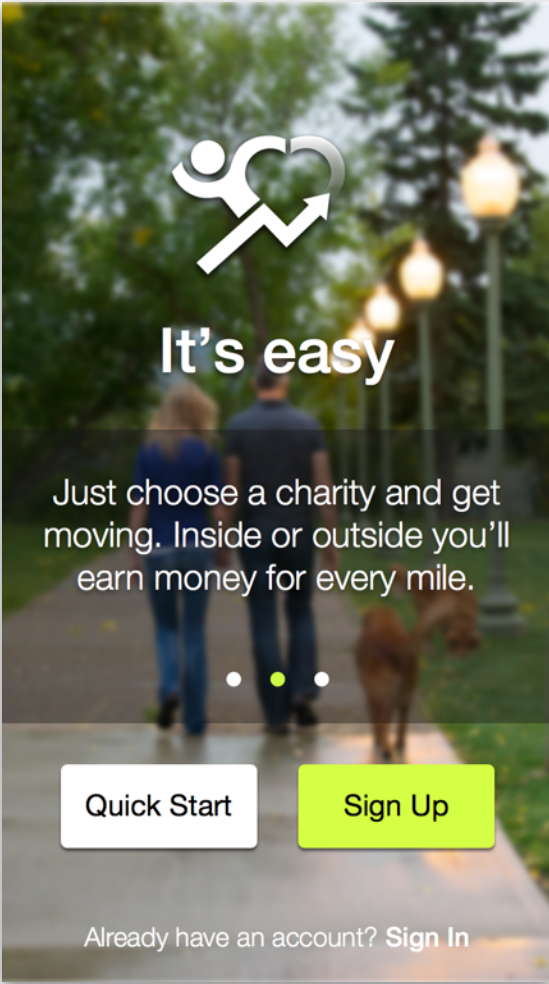 It’s easy
Just choose a charity and get
moving. Inside or outside you’ll
earn money for every mile.
Quick Start
Sign Up
Already have an account? Sign In